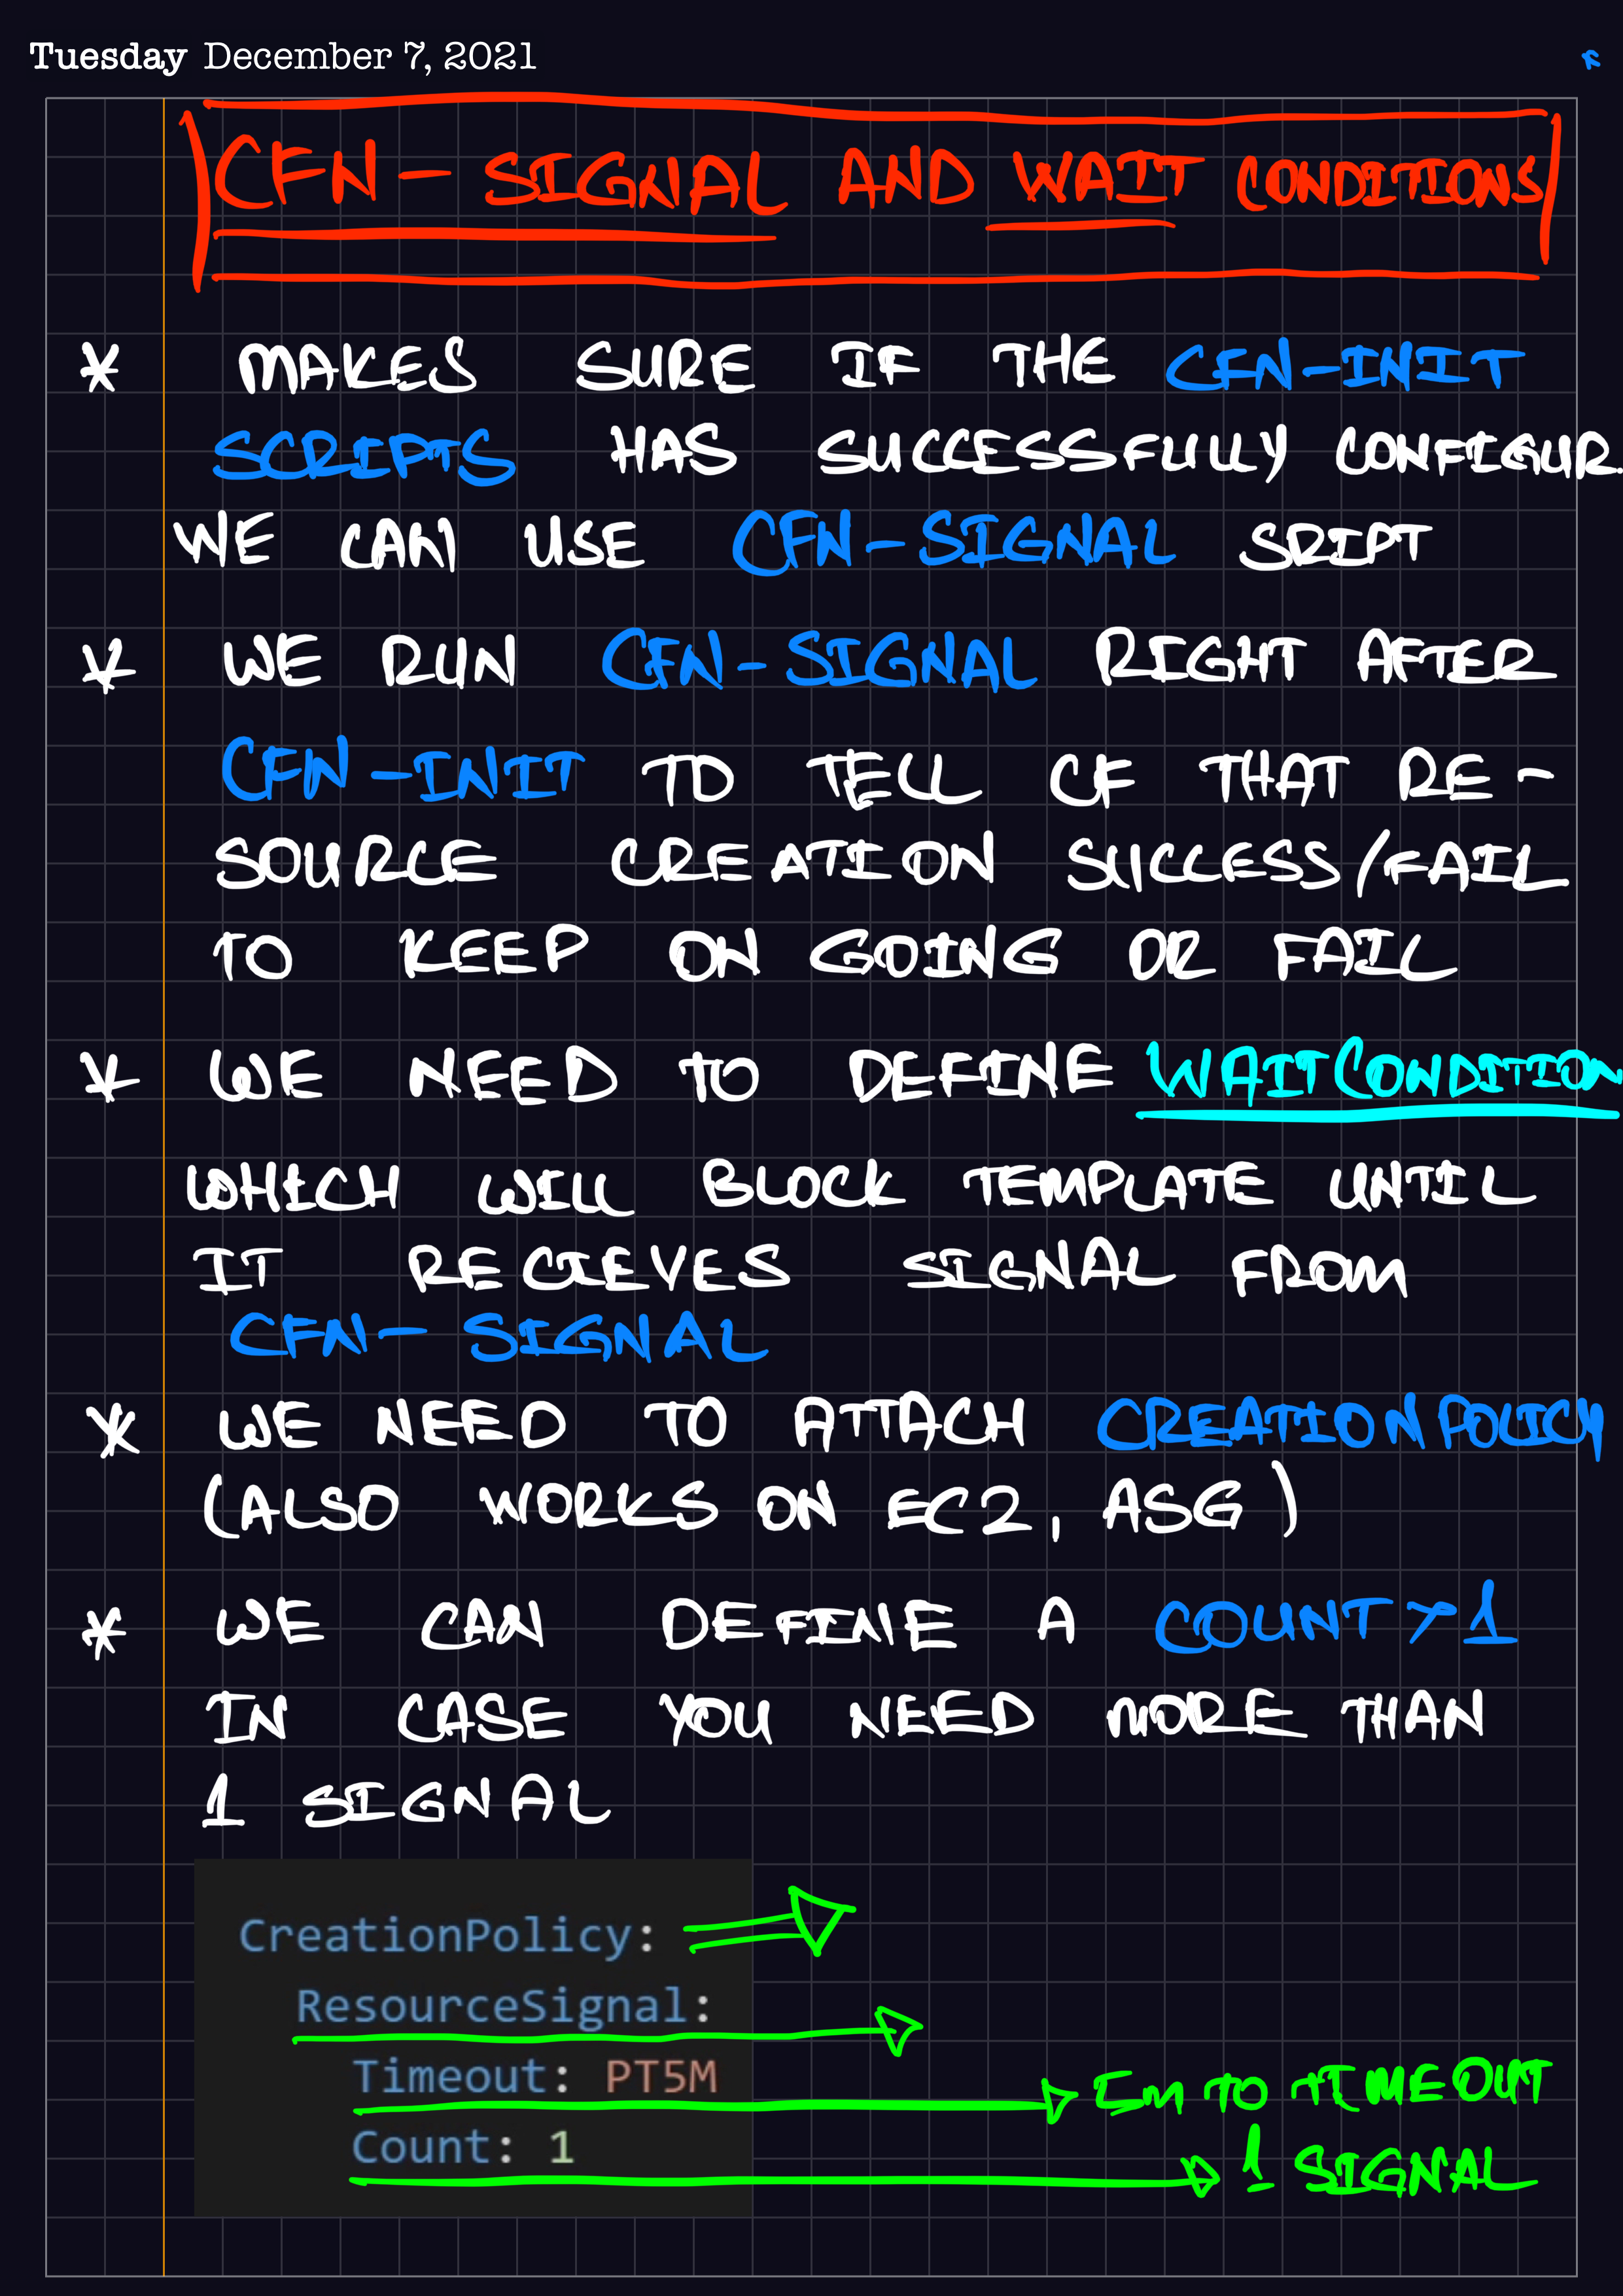 Tuesday December 7, 2021
CFN - SIGNAL AND WAIT CONDITIONS
* MAKES SURE IF THE CFN-INIT
SCRIPTS HAS SUCCESSFULLY CONFIGUR
WE CAN USE CFN-SIGNAL SRIPT
* WE RUN CFN-SIGNAL RIGHT AFTER
CFN-INIT TO TELL CF THAT RE-
SOURCE CREATION SUCCESS/FAIL
TO KEEP ON GOING OR FAIL
* WE NEED TO DEFINE WAITCONDITION
WHICH WILL BLOCK TEMPLATE UNTIL
IT RECIEVES SIGNAL FROM
CFN- SIGNAL
* WE NEED TO ATTACH CREATIONPOLICY
(ALSO WORKS ON EC2, ASG)
* WE CAN DEFINE A COUNT > 1
IN CASE YOU NEED MORE THAN
1 SIGNAL
CreationPolicy:
ResourceSignal:
Timeout: PT5M 5m TO TIMEOUT
Count: 1 1 SIGNAL